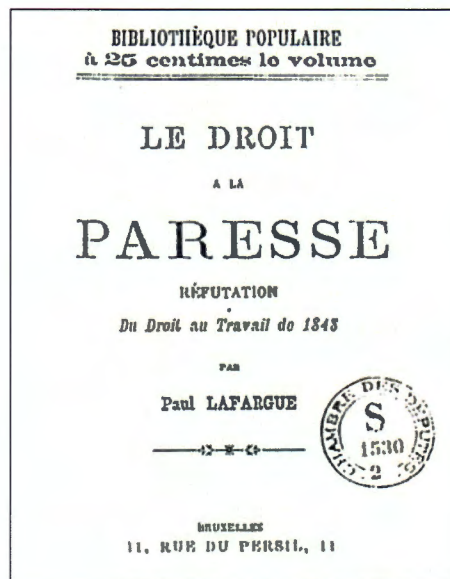 BIBLIOTHÈQUE POPULAIRE
à 25 centimes le volume
LE DROIT
A LA
PARESSE
RÉFUTATION
Du Droit au Travail de 1848
PAR
Paul LAFARGUE
CHAMBRE DES DÉPUTÉS
S
1530
2
BRUXELLES
11, RUE DU PERSIL, 11